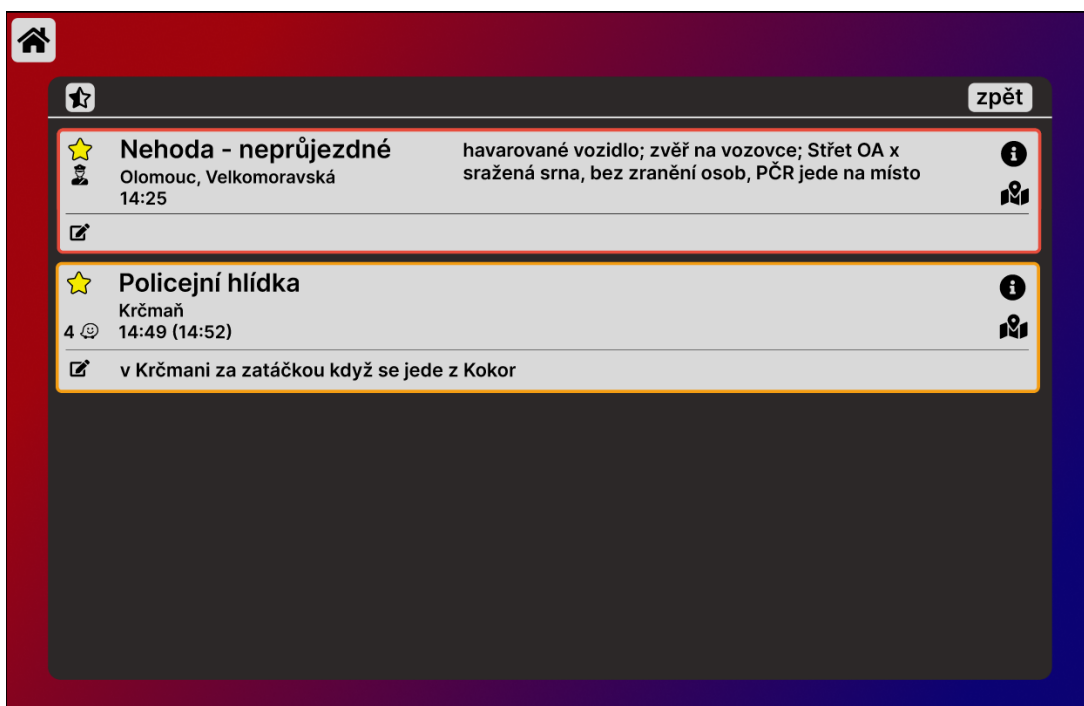 zpět
Nehoda - neprůjezdné
Olomouc, Velkomoravská
14:25
havarované vozidlo; zvěř na vozovce; Střet OA x
sražená srna, bez zranění osob, PČR jede na místo
Policejní hlídka
Krčmaň
4 14:49 (14:52)
v Krčmani za zatáčkou když se jede z Kokor